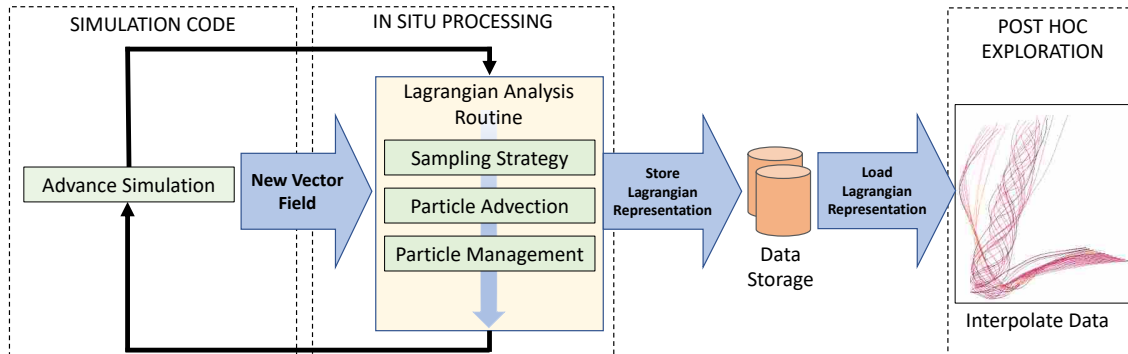 SIMULATION CODE
IN SITU PROCESSING
POST HOC
EXPLORATION
Lagrangian Analysis
Routine
Sampling Strategy
Particle Advection
Particle Management
Advance Simulation
New Vector
Field
Store
Lagrangian
Representation
Data
Storage
Load
Lagrangian
Representation
Interpolate Data